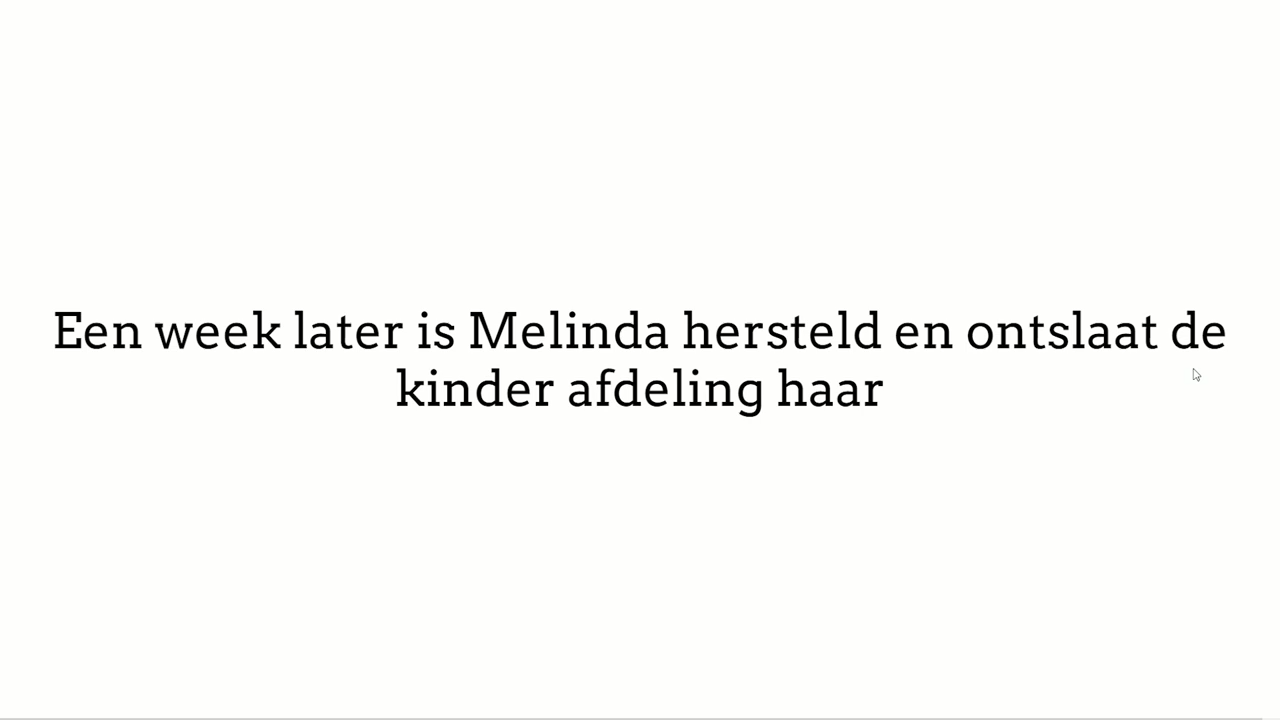 Een week later is Melinda hersteld en ontslaat de
kinder afdeling haar